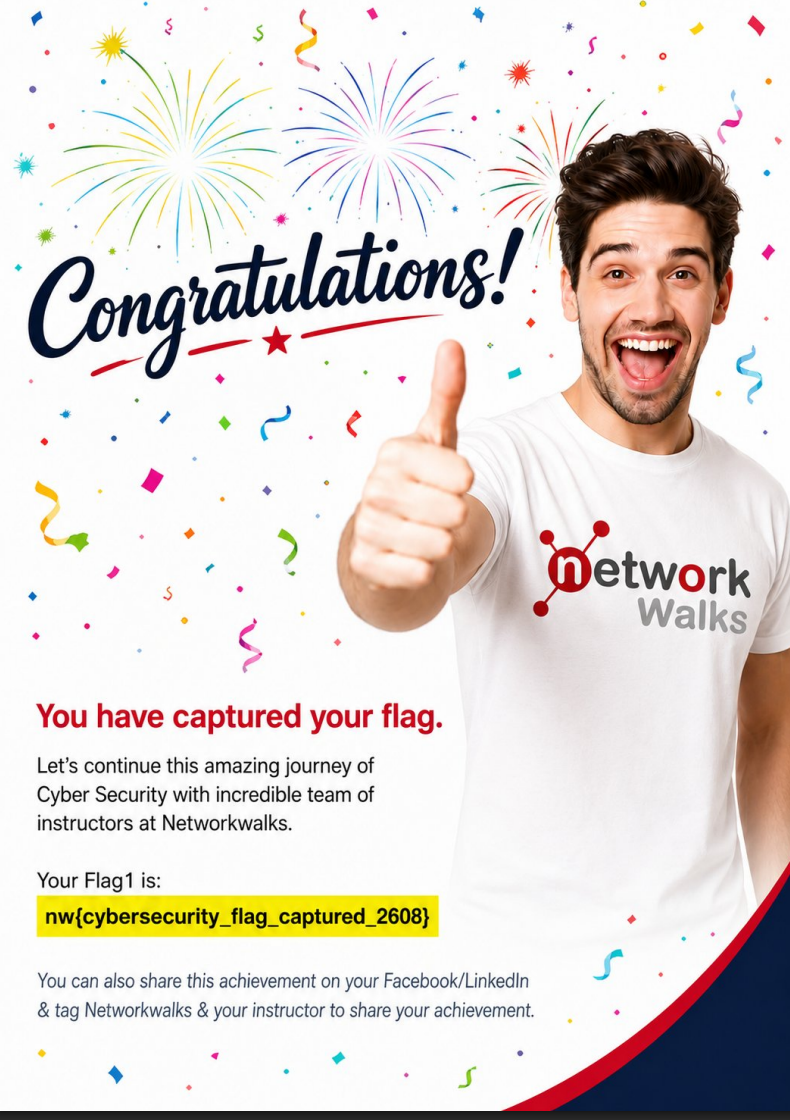 Congratulations!
network
Walks
You have captured your flag.
Let's continue this amazing journey of
Cyber Security with incredible team of
instructors at Networkwalks.
Your Flag1 is:
nw{cybersecurity_flag_captured_2608}
You can also share this achievement on your Facebook/LinkedIn
& tag Networkwalks & your instructor to share your achievement.